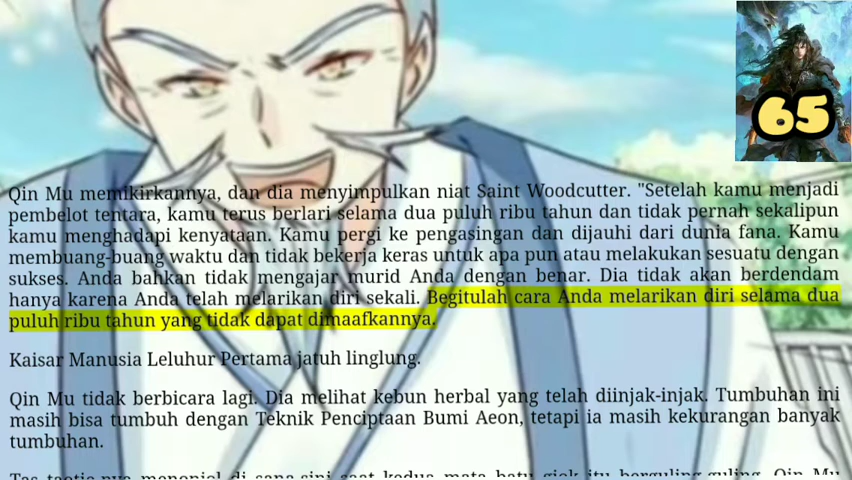 65
Qin Mu memikirkannya, dan dia menyimpulkan niat Saint Woodcutter. "Setelah kamu menjadi
pembelot tentara, kamu terus berlari selama dua puluh ribu tahun dan tidak pernah sekalipun
kamu menghadapi kenyataan. Kamu pergi ke pengasingan dan dijauhi dari dunia fana. Kamu
membuang-buang waktu dan tidak bekerja keras untuk apa pun atau melakukan sesuatu dengan
sukses. Anda bahkan tidak mengajar murid Anda dengan benar. Dia tidak akan berdendam
hanya karena Anda telah melarikan diri sekali. Begitulah cara Anda melarikan diri selama dua
puluh ribu tahun yang tidak dapat dimaafkannya.
Kaisar Manusia Leluhur Pertama jatuh linglung.
Qin Mu tidak berbicara lagi. Dia melihat kebun herbal yang telah diinjak-injak. Tumbuhan ini
masih bisa tumbuh dengan Teknik Penciptaan Bumi Aeon, tetapi ia masih kekurangan banyak
tumbuhan.